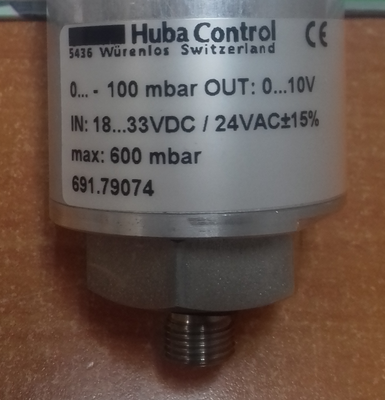 Huba Control CE
5436 Würenlos Switzerland
0... - 100 mbar OUT: 0...10V
IN: 18...33VDC / 24VAC±15%
max: 600 mbar
691.79074